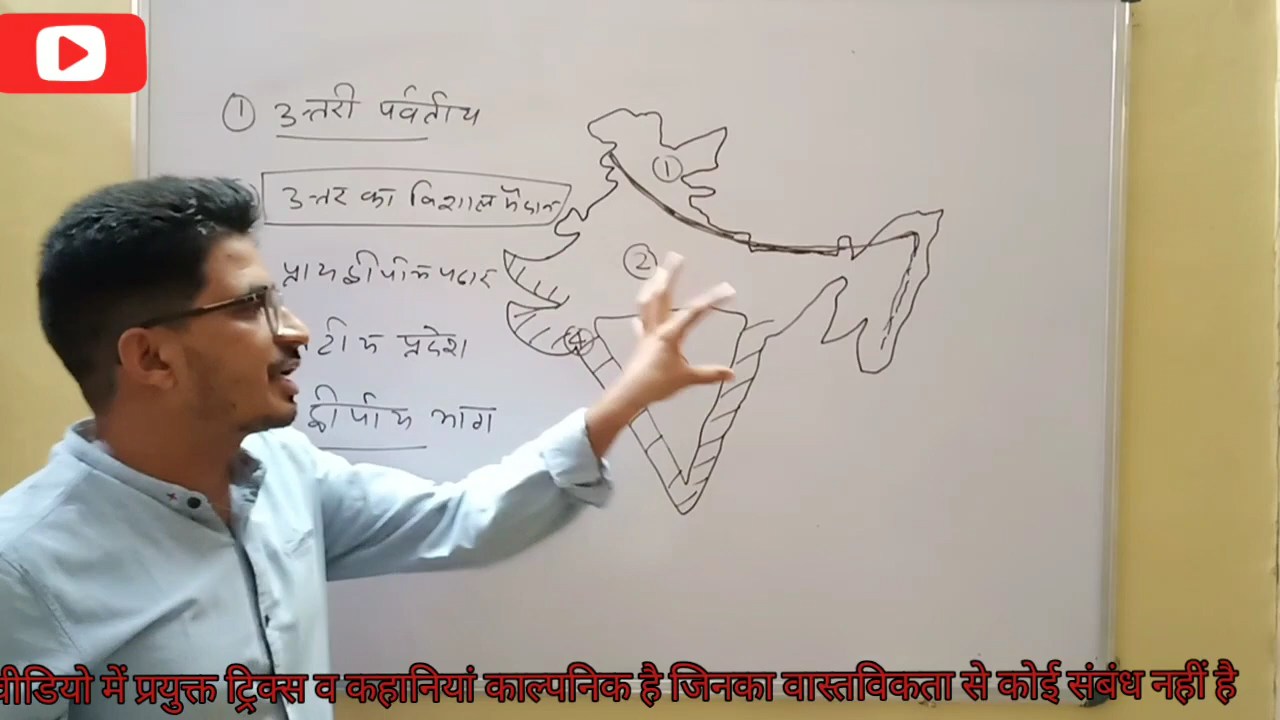 ① उत्तरी पर्वतीय
उत्तर का विशाल मैदान
प्रायद्वीपीय पठार
टीय प्रदेश
द्वीपीय भाग
①
②
④
वीडियो में प्रयुक्त ट्रिक्स व कहानियां काल्पनिक है जिनका वास्तविकता से कोई संबंध नहीं है